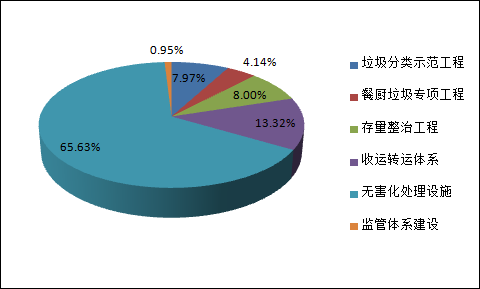 0.95%
7.97%
4.14%
8.00%
13.32%
65.63%
垃圾分类示范工程
餐厨垃圾专项工程
存量整治工程
收运转运体系
无害化处理设施
监管体系建设